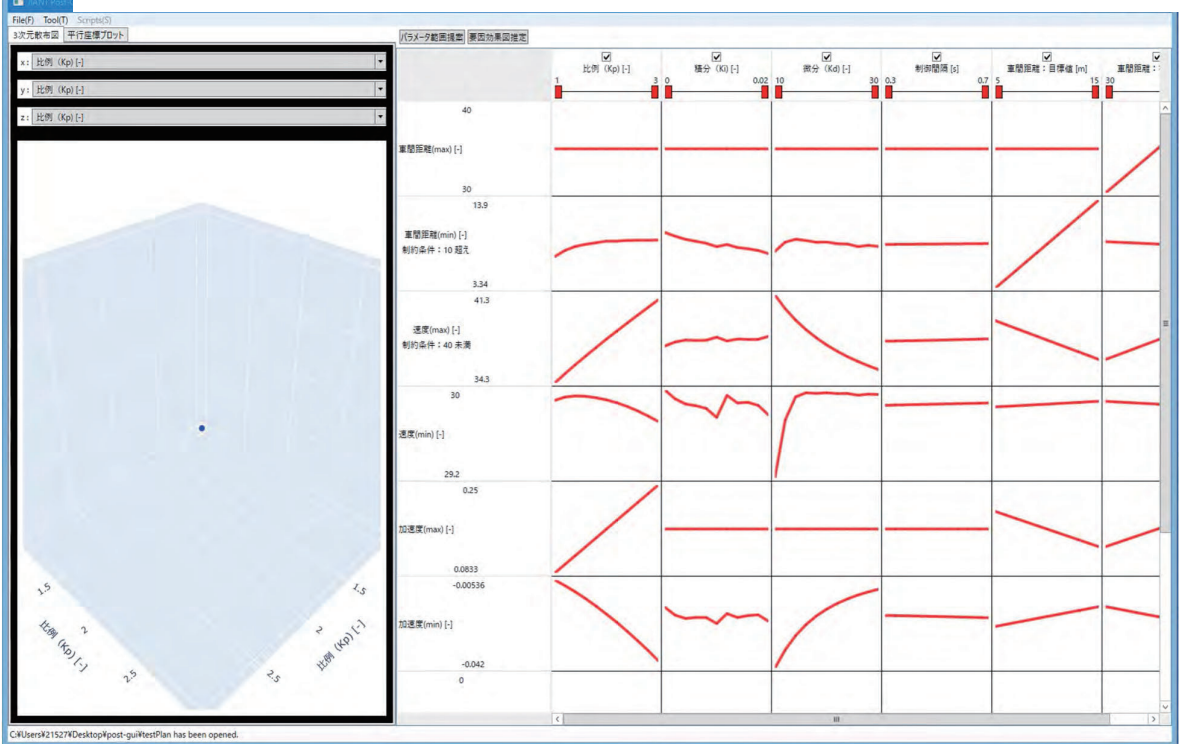 File(F) Tool(T) Scripts(S)
3次元散布図 平行座標プロット
パラメータ範囲提案 要因効果図推定
x: 比例（Kp) [-]
y: 比例（Kp) [-]
z: 比例（Kp) [-]
比例（Kp) [-] 積分（Ki) [-] 微分（Kd) [-] 制御間隔 [s] 車間距離：目標値 [m] 車間距離：
1 3 0 0.02 10 30 0.3 0.7 5 15 30
40
車間距離(max) [-]
30
13.9
車間距離(min) [-]
制約条件：10 超え
3.34
41.3
速度(max) [-]
制約条件：40 未満
34.3
30
速度(min) [-]
29.2
0.25
加速度(max) [-]
0.0833
-0.00536
加速度(min) [-]
-0.042
0
1.5 1.5
比例（Kp) [-] 2 2 比例（Kp) [-]
2.5 2.5
C:¥Users¥21527¥Desktop¥post-gui¥testPlan has been opened.